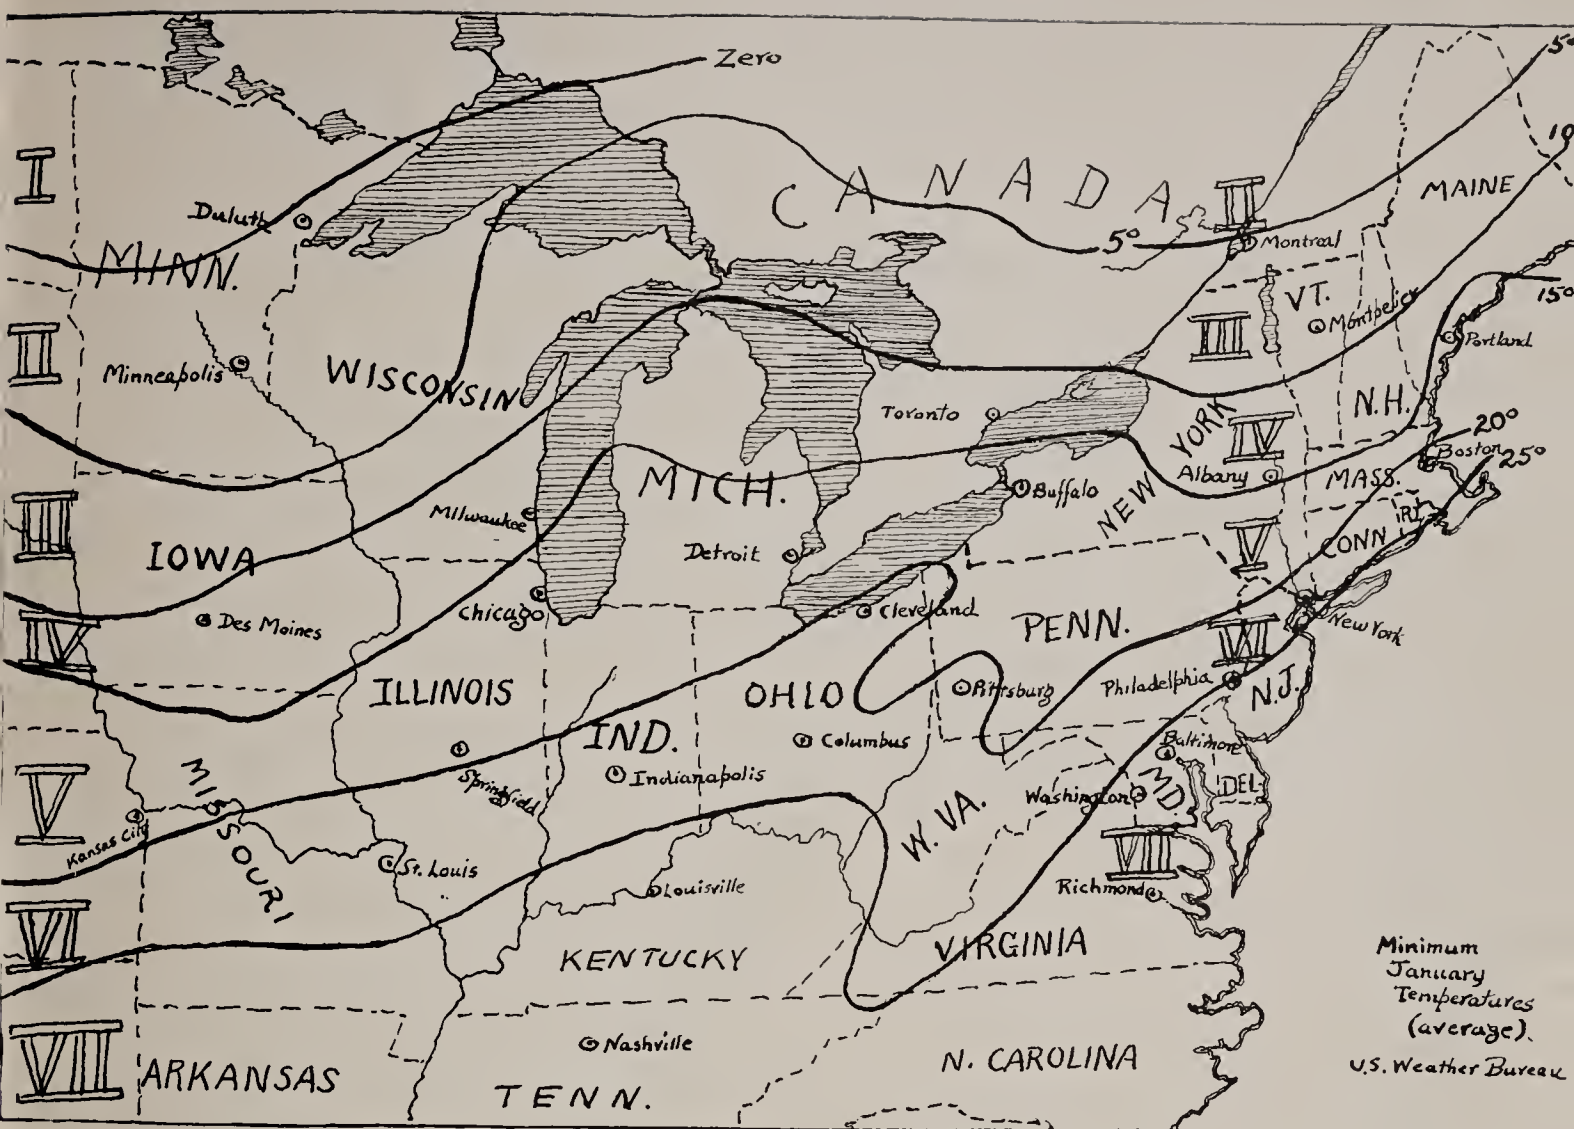 Zero
5°
10
CANADA
I
II
MAINE
Duluth
5°
Montreal
MINN.
VT.
15°
Montpelier
II
III
Portland
Minneapolis
WISCONSIN
Toronto
N.H.
NEW YORK
IV
20°
Boston
25°
Albany
MASS.
MICH.
Buffalo
III
Milwaukee
R.I.
V
CONN
IOWA
Detroit
Chicago
Cleveland
Des Moines
PENN.
New York
IV
VI
ILLINOIS
OHIO
Pittsburg
Philadelphia
N.J.
IND.
Columbus
Baltimore
Springfield
Indianapolis
MISSOURI
V
Washington
MD.
DEL.
W. VA.
Kansas City
St. Louis
VIII
Louisville
Richmond
VI
KENTUCKY
VIRGINIA
Minimum
January
Temperatures
(average).
U.S. Weather Bureau
Nashville
VIII
ARKANSAS
N. CAROLINA
TENN.